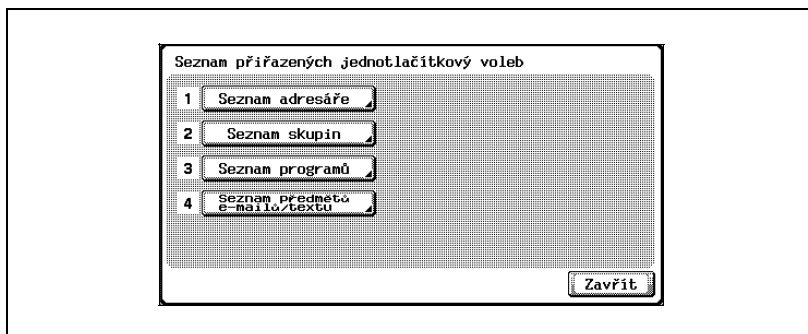 Seznam přiřazených jednotlačítkový voleb
1 Seznam adresáře
2 Seznam skupin
3 Seznam programů
4 Seznam předmětů
e-mailů/textu
Zavřít